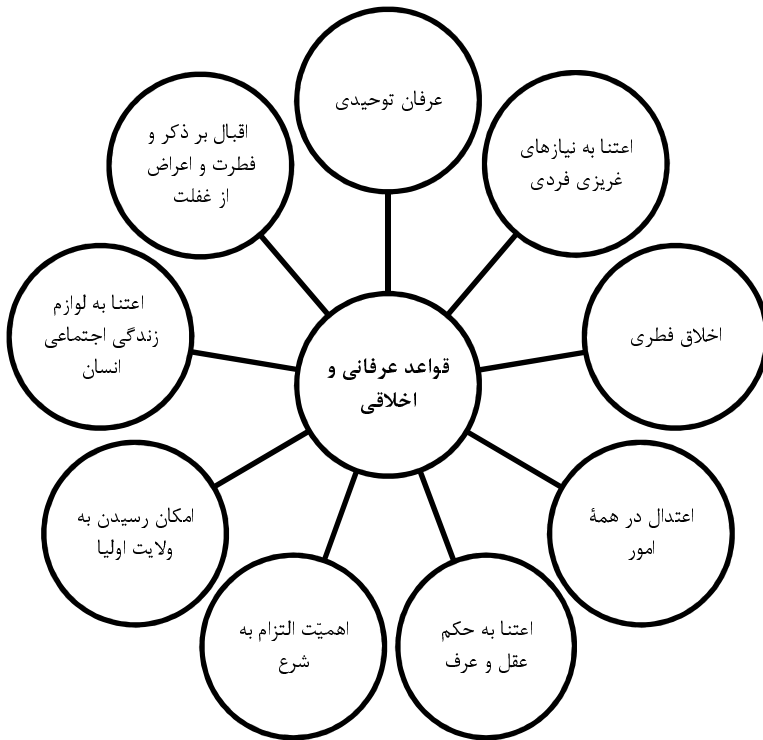 عرفان توحیدی
اعتنا به نیازهای
غریزی فردی
اخلاق فطری
اعتدال در همهٔ
امور
اعتنا به حکم
عقل و عرف
اهمیّت التزام به
شرع
امکان رسیدن به
ولایت اولیا
اعتنا به لوازم
زندگی اجتماعی
انسان
اقبال بر ذکر و
فطرت و اعراض
از غفلت
قواعد عرفانی و
اخلاقی